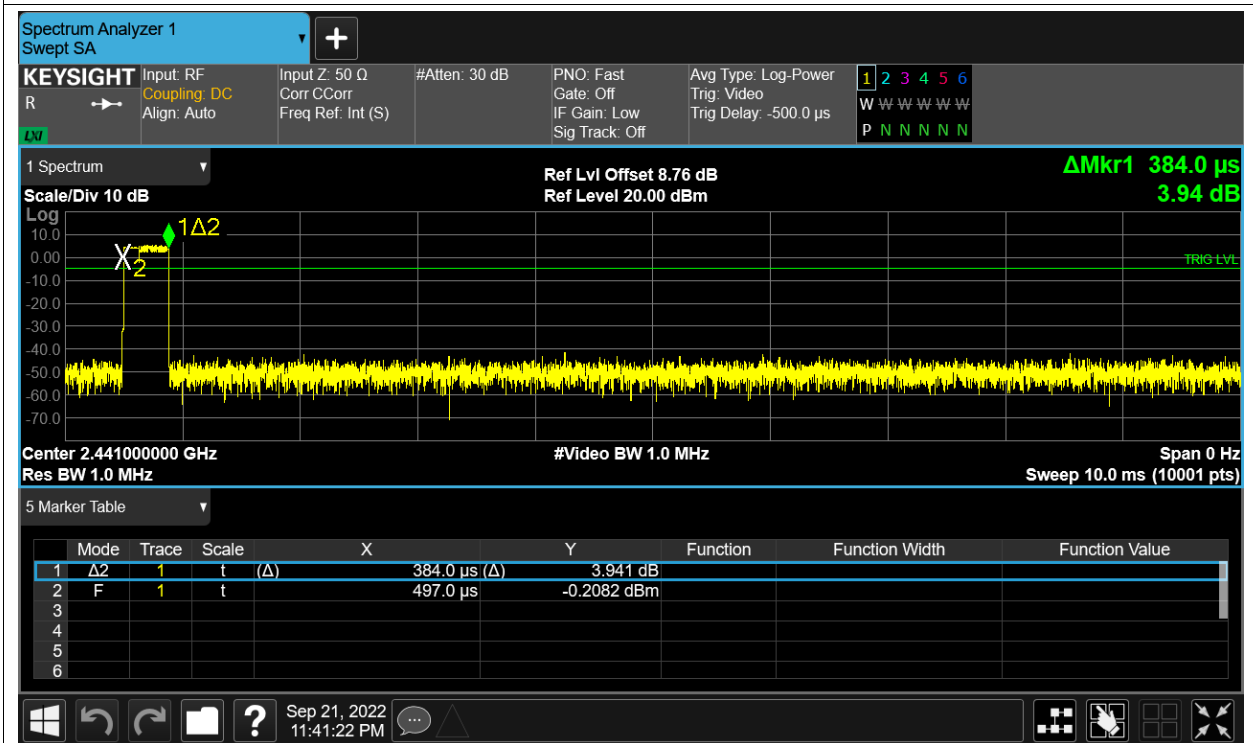 Spectrum Analyzer 1
Swept SA
+
KEYSIGHT Input: RF Input Z: 50 Ω #Atten: 30 dB PNO: Fast Avg Type: Log-Power 1 2 3 4 5 6
R Coupling: DC Corr CCorr Gate: Off Trig: Video W W W W W W
Align: Auto Freq Ref: Int (S) IF Gain: Low Trig Delay: -500.0 µs
LXI Sig Track: Off P N N N N N
1 Spectrum Ref Lvl Offset 8.76 dB ΔMkr1 384.0 µs
Scale/Div 10 dB Ref Level 20.00 dBm 3.94 dB
Log
10.0 1Δ2
0.00 X2 TRIG LVL
-10.0
-20.0
-30.0
-40.0
-50.0
-60.0
-70.0
Center 2.441000000 GHz #Video BW 1.0 MHz Span 0 Hz
Res BW 1.0 MHz Sweep 10.0 ms (10001 pts)
5 Marker Table
Mode Trace Scale X Y Function Function Width Function Value
1 Δ2 1 t (Δ) 384.0 µs (Δ) 3.941 dB
2 F 1 t 497.0 µs -0.2082 dBm
3
4
5
6
? Sep 21, 2022
11:41:22 PM